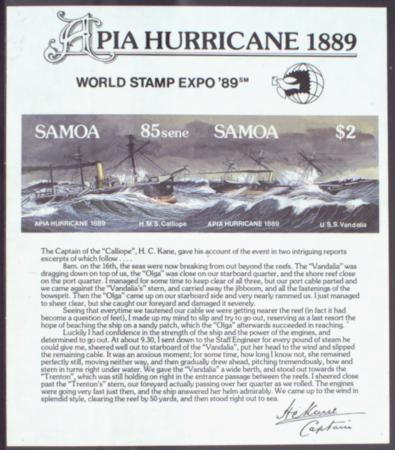 APIA HURRICANE 1889
WORLD STAMP EXPO '89℠
SAMOA 85sene SAMOA $2
APIA HURRICANE 1889 H.M.S. Calliope APIA HURRICANE 1889 U.S.S. Vandalia
The Captain of the "Calliope", H. C. Kane, gave his account of the event in two intriguing reports
excerpts of which follow . . . .
8am. on the 16th, the seas were now breaking from out beyond the reefs. The "Vandalia" was
dragging down on top of us, the "Olga" was close on our starboard quarter, and the shore reef close
on the port quarter. I managed for some time to keep clear of all three, but our port cable parted and
we came against the "Vandalia's" stern, and carried away the jibboom, and all the fastenings of the
bowsprit. Then the "Olga" came up on our starboard side and very nearly rammed us. I just managed
to sheer clear, but she caught our foreyard and damaged it severely.
Seeing that everytime we tautened our cable we were getting nearer the reef (in fact it had
become a question of feet), I made up my mind to slip and try to go out, reserving as a last resort the
hope of beaching the ship on a sandy patch, which the "Olga" afterwards succeeded in reaching.
Luckily I had confidence in the strength of the ship and the power of the engines, and
determined to go out. At about 9.30, I sent down to the Staff Engineer for every pound of steam he
could give me, sheered well out to starboard of the "Vandalia", put her head to the wind and slipped
the remaining cable. It was an anxious moment; for some time, how long I know not, she remained
perfectly still, moving neither way, and then gradually drew ahead, pitching tremendously, bow and
stern in turns right under water. We gave the "Vandalia" a wide berth, and stood out towards the
"Trenton", which was still holding on right in the entrance passage between the reefs. I sheered close
past the "Trenton's" stern, our foreyard actually passing over her quarter as we rolled. The engines
were going very fast just then, and the ship answered her helm admirably. We came up to the wind in
splendid style, clearing the reef by 50 yards, and then stood right out to sea.
H C Kane
Captain